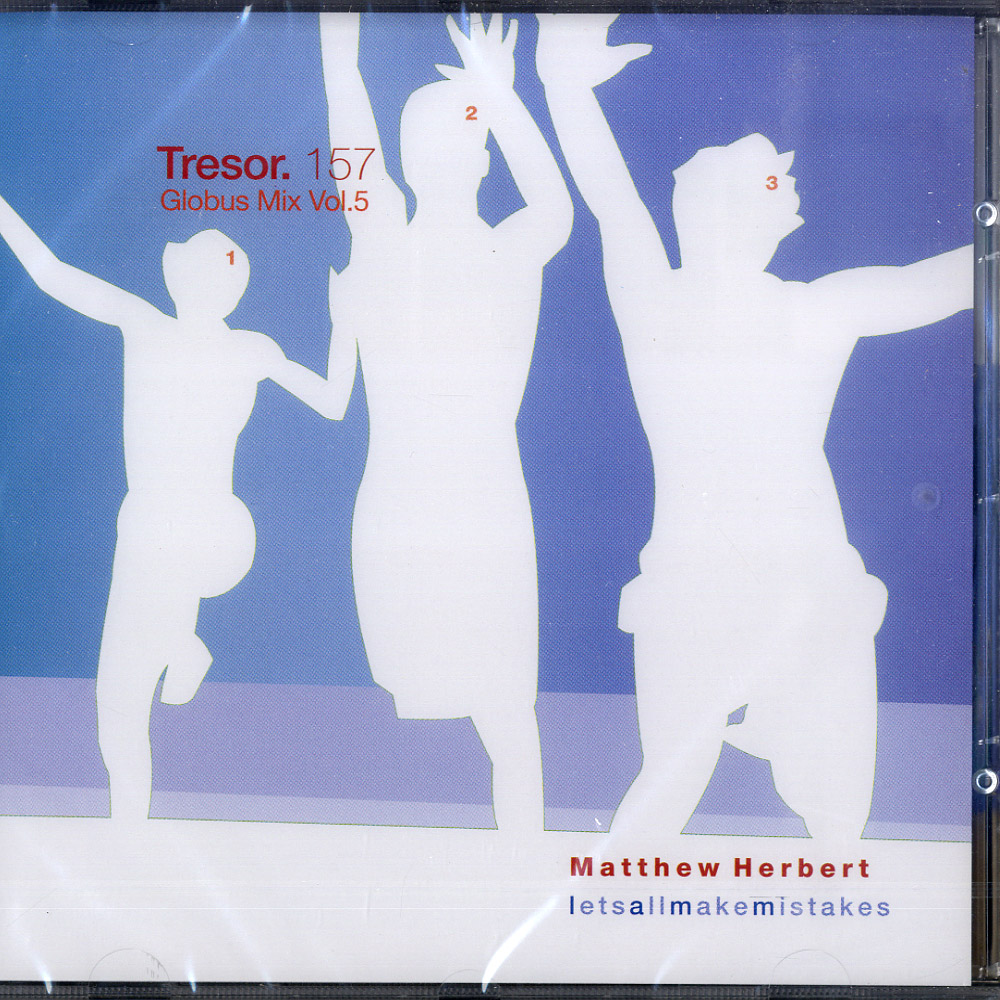 Tresor. 157
Globus Mix Vol.5
1
2
3
Matthew Herbert
letsallmakemistakes